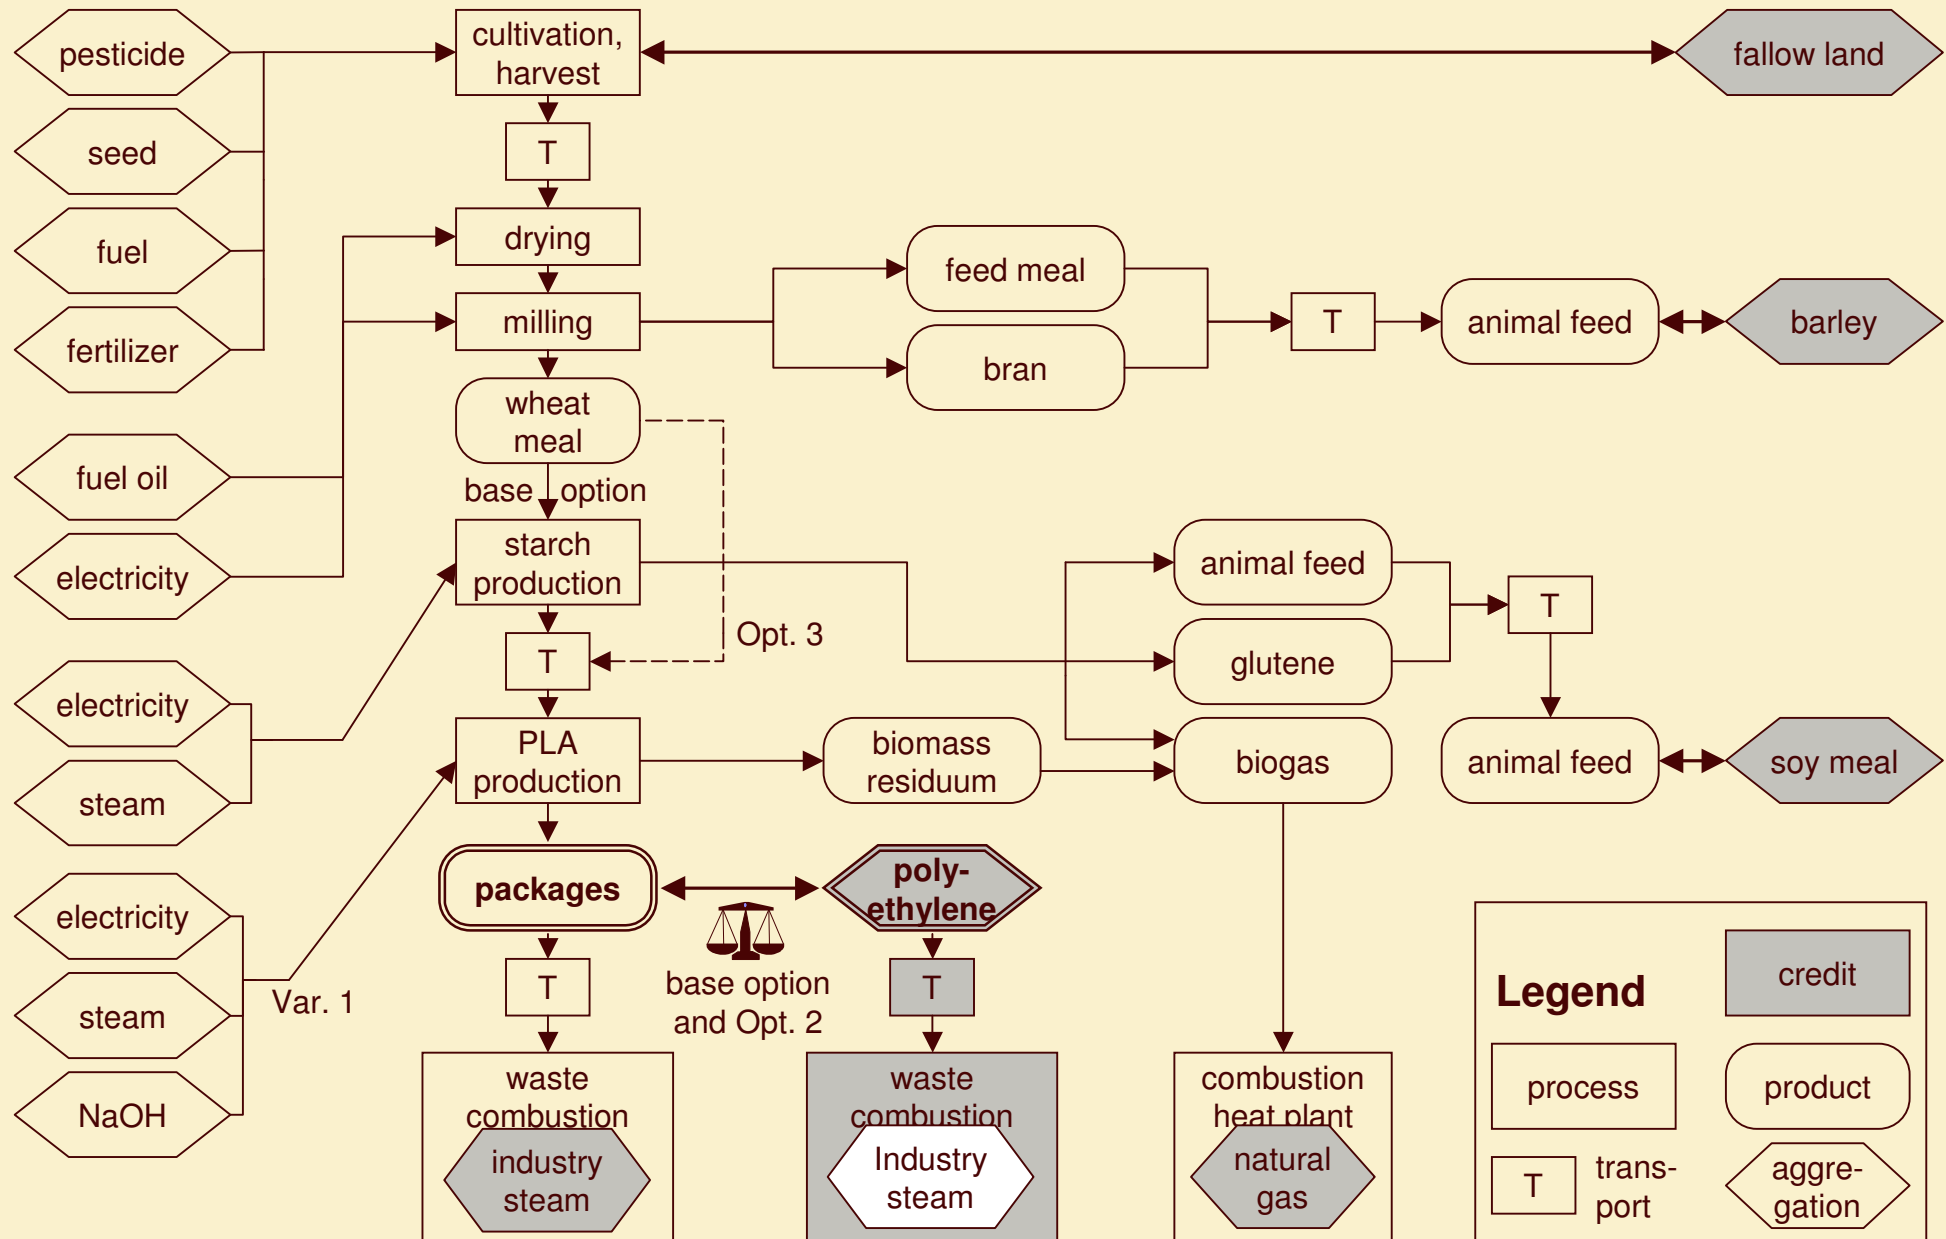 pesticide
cultivation,
harvest
fallow land
seed
T
fuel
drying
feed meal
fertilizer
milling
T
animal feed
barley
bran
wheat
meal
fuel oil
base option
electricity
starch
production
animal feed
T
Opt. 3
T
glutene
electricity
PLA
production
biomass
residuum
biogas
animal feed
soy meal
steam
packages
poly-
ethylene
electricity
T
base option
and Opt. 2
T
Legend
credit
steam
Var. 1
NaOH
waste
combustion
industry
steam
waste
combustion
Industry
steam
combustion
heat plant
natural
gas
process
product
T
trans-
port
aggre-
gation